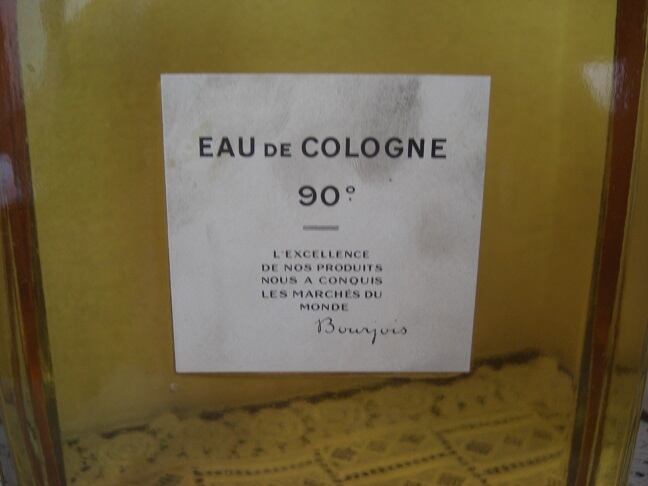 EAU DE COLOGNE
90°
L'EXCELLENCE
DE NOS PRODUITS
NOUS A CONQUIS
LES MARCHÉS DU
MONDE
Bourjois